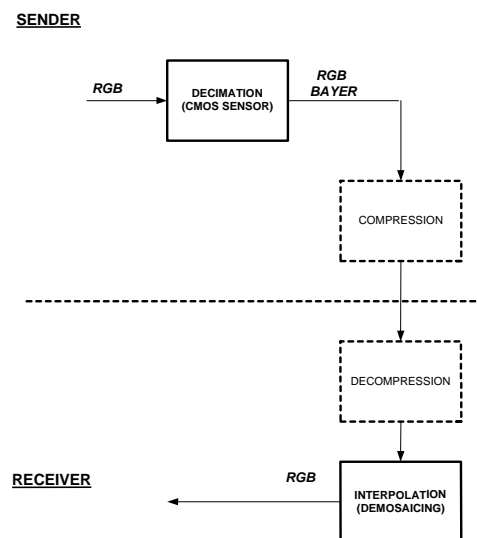 SENDER
RGB
DECIMATION
(CMOS SENSOR)
RGB
BAYER
COMPRESSION
DECOMPRESSION
RECEIVER
RGB
INTERPOLATION
(DEMOSAICING)